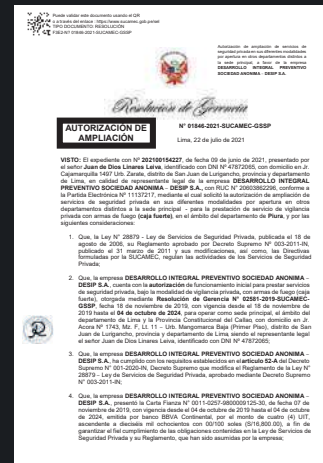 Puede validar este documento usando el QR
o a través del enlace : https://www.sucamec.gob.pe/sel
TIPO DOCUMENTO: RESOLUCIÓN
Nº 01846-2021-SUCAMEC-GSSP
Autorización de ampliación de servicios de
seguridad privada en sus diferentes modalidades
por apertura en otros departamentos distintos a
la sede principal, a favor de la empresa
DESARROLLO INTEGRAL PREVENTIVO
SOCIEDAD ANONIMA - DESIP S.A.
Resolución de Gerencia
AUTORIZACIÓN DE
AMPLIACIÓN
N° 01846-2021-SUCAMEC-GSSP
Lima, 22 de julio de 2021
VISTO: El expediente con Nº 202100154227, de fecha 09 de junio de 2021, presentado por
el señor Juan de Dios Linares Leiva, identificado con DNI Nº 47872065, con domicilio en Jr.
Cajamarquilla 1497 Urb. Zarate, distrito de San Juan de Lurigancho, provincia y departamento
de Lima, en calidad de representante legal de la empresa DESARROLLO INTEGRAL
PREVENTIVO SOCIEDAD ANONIMA - DESIP S.A., con RUC N° 20603862296, conforme a
la Partida Electrónica Nº 11137217, mediante el cual solicitó la autorización de ampliación de
servicios de seguridad privada en sus diferentes modalidades por apertura en otros
departamentos distintos a la sede principal - para la prestación de servicio de vigilancia
privada con armas de fuego (caja fuerte), en el ámbito del departamento de Piura, y por las
siguientes consideraciones:
1. Que, la Ley N° 28879 - Ley de Servicios de Seguridad Privada, publicada el 18 de
agosto de 2006, su Reglamento aprobado por Decreto Supremo Nº 003-2011-IN,
publicado el 31 de marzo de 2011 y sus modificaciones, así como, las Directivas
formuladas por la SUCAMEC, regulan las actividades de los Servicios de Seguridad
Privada;
2. Que, la empresa DESARROLLO INTEGRAL PREVENTIVO SOCIEDAD ANONIMA –
DESIP S.A., cuenta con la autorización de funcionamiento inicial para prestar servicios
de seguridad privada, bajo la modalidad de vigilancia privada, con armas de fuego (caja
fuerte), otorgada mediante Resolución de Gerencia N° 02581-2019-SUCAMEC-
GSSP, fecha 18 de noviembre de 2019, con vigencia desde el 18 de noviembre de
2019 hasta el 04 de octubre de 2024, para operar como sede principal, el ámbito del
departamento de Lima y la Provincia Constitucional del Callao, con domicilio en Jr.
Acora N° 1743, Mz. F, Lt. 11 – Urb. Mangomarca Baja (Primer Piso), distrito de San
Juan de Lurigancho, provincia y departamento de Lima, siendo el representante legal
el señor Juan de Dios Linares Leiva, identificado con DNI Nº 47872065;
3. Que, la empresa DESARROLLO INTEGRAL PREVENTIVO SOCIEDAD ANONIMA –
DESIP S.A., ha cumplido con los requisitos establecidos en el artículo 52-A del Decreto
Supremo N° 001-2020-IN, Decreto Supremo que modifica el Reglamento de la Ley N°
28879 - Ley de Servicios de Seguridad Privada, aprobado mediante Decreto Supremo
N° 003-2011-IN;
4. Que, la empresa DESARROLLO INTEGRAL PREVENTIVO SOCIEDAD ANONIMA –
DESIP S.A., presentó la Carta Fianza N° 0011-0257-9800009125-30, de fecha 07 de
noviembre de 2019, con vigencia desde el 04 de octubre de 2019 hasta el 04 de octubre
de 2024, emitida por banco BBVA Continental, por el monto de cuatro (4) UIT,
ascendente a dieciséis mil ochocientos con 00/100 soles (S/16,800.00), a fin de
garantizar el fiel cumplimiento de las obligaciones contenidas en la Ley de Servicios de
Seguridad Privada y su Reglamento, que han sido asumidas por la empresa;